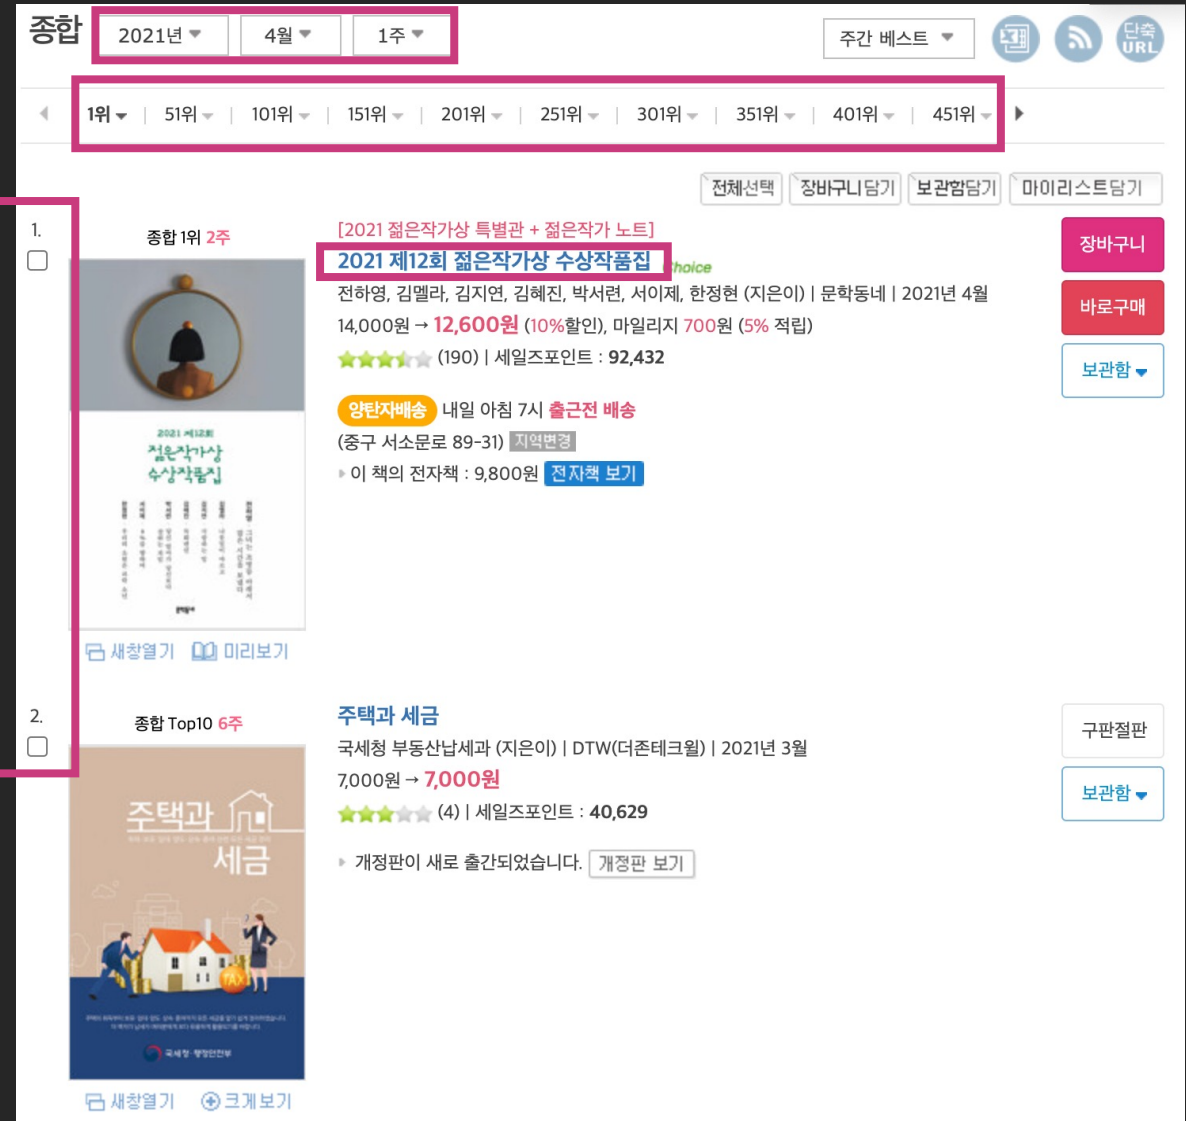 종합 2021년 4월 1주 주간 베스트 단축 URL
1위 51위 101위 151위 201위 251위 301위 351위 401위 451위
전체선택 장바구니담기 보관함담기 마이리스트담기
1.
종합 1위 2주
[2021 젊은작가상 특별관 + 젊은작가 노트]
2021 제12회 젊은작가상 수상작품집 Choice
전하영, 김멜라, 김지연, 김혜진, 박서련, 서이제, 한정현 (지은이) | 문학동네 | 2021년 4월
14,000원 → 12,600원 (10%할인), 마일리지 700원 (5% 적립)
(190) | 세일즈포인트 : 92,432
양탄자배송 내일 아침 7시 출근전 배송
(중구 서소문로 89-31) 지역변경
이 책의 전자책 : 9,800원 전자책 보기
장바구니
바로구매
보관함
2021 제12회
젊은작가상
수상작품집
문학동네
새창열기 미리보기
2.
종합 Top10 6주
주택과 세금
국세청 부동산납세과 (지은이) | DTW(더존테크윌) | 2021년 3월
7,000원 → 7,000원
(4) | 세일즈포인트 : 40,629
개정판이 새로 출간되었습니다. 개정판 보기
구판절판
보관함
주택과
세금
TAX
국세청·행정안전부
새창열기 크게보기